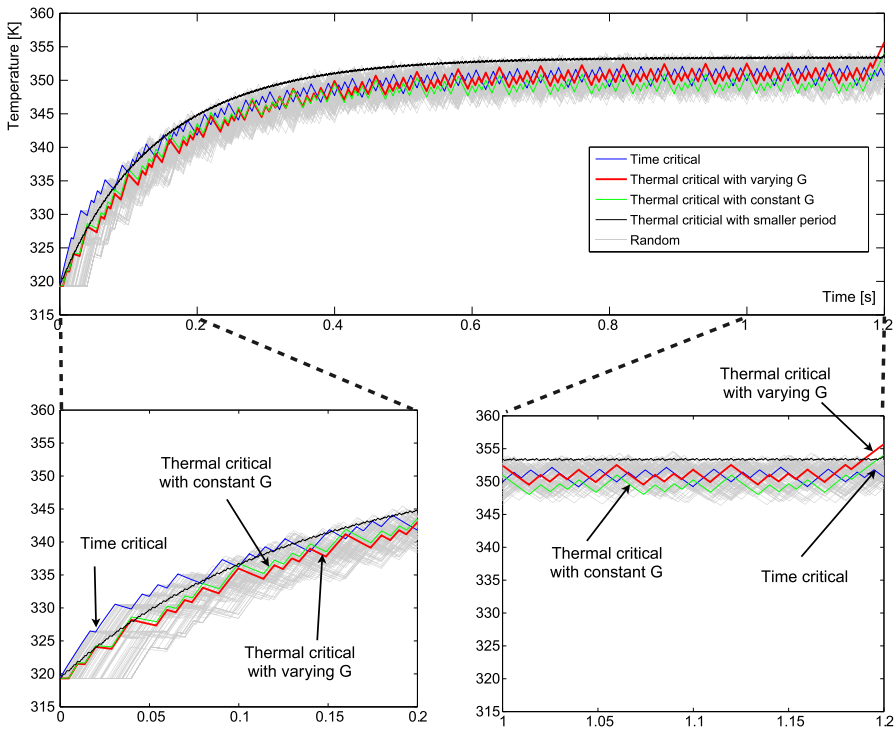 360
355
350
345
340
335
330
325
320
315
Temperature [K]
Time critical
Thermal critical with varying G
Thermal critical with constant G
Thermal criticial with smaller period
Random
Time [s]
0
0.2
0.4
0.6
0.8
1
1.2
360
355
350
345
340
335
330
325
320
315
Thermal critical
with constant G
Time critical
Thermal critical
with varying G
0
0.05
0.1
0.15
0.2
Thermal critical
with varying G
360
355
350
345
340
335
330
325
320
315
Thermal critical
with constant G
Time critical
1
1.05
1.1
1.15
1.2